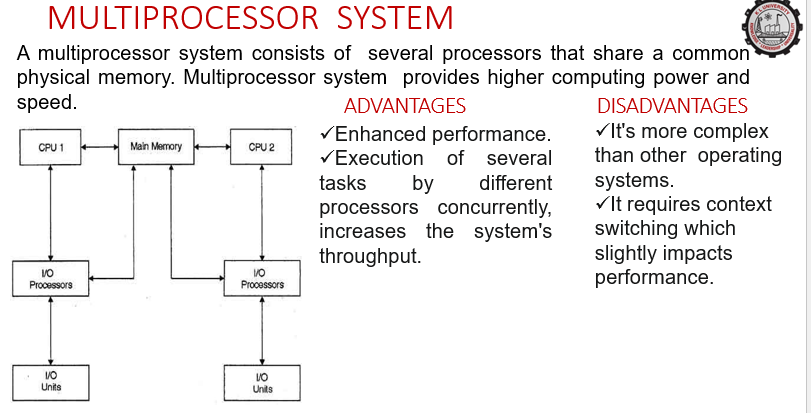 MULTIPROCESSOR SYSTEM
A multiprocessor system consists of several processors that share a common
physical memory. Multiprocessor system provides higher computing power and
speed.
ADVANTAGES
✓Enhanced performance.
✓Execution of several
tasks by different
processors concurrently,
increases the system's
throughput.
DISADVANTAGES
✓It's more complex
than other operating
systems.
✓It requires context
switching which
slightly impacts
performance.
CPU 1
Main Memory
CPU 2
I/O
Processors
I/O
Processors
I/O
Units
I/O
Units